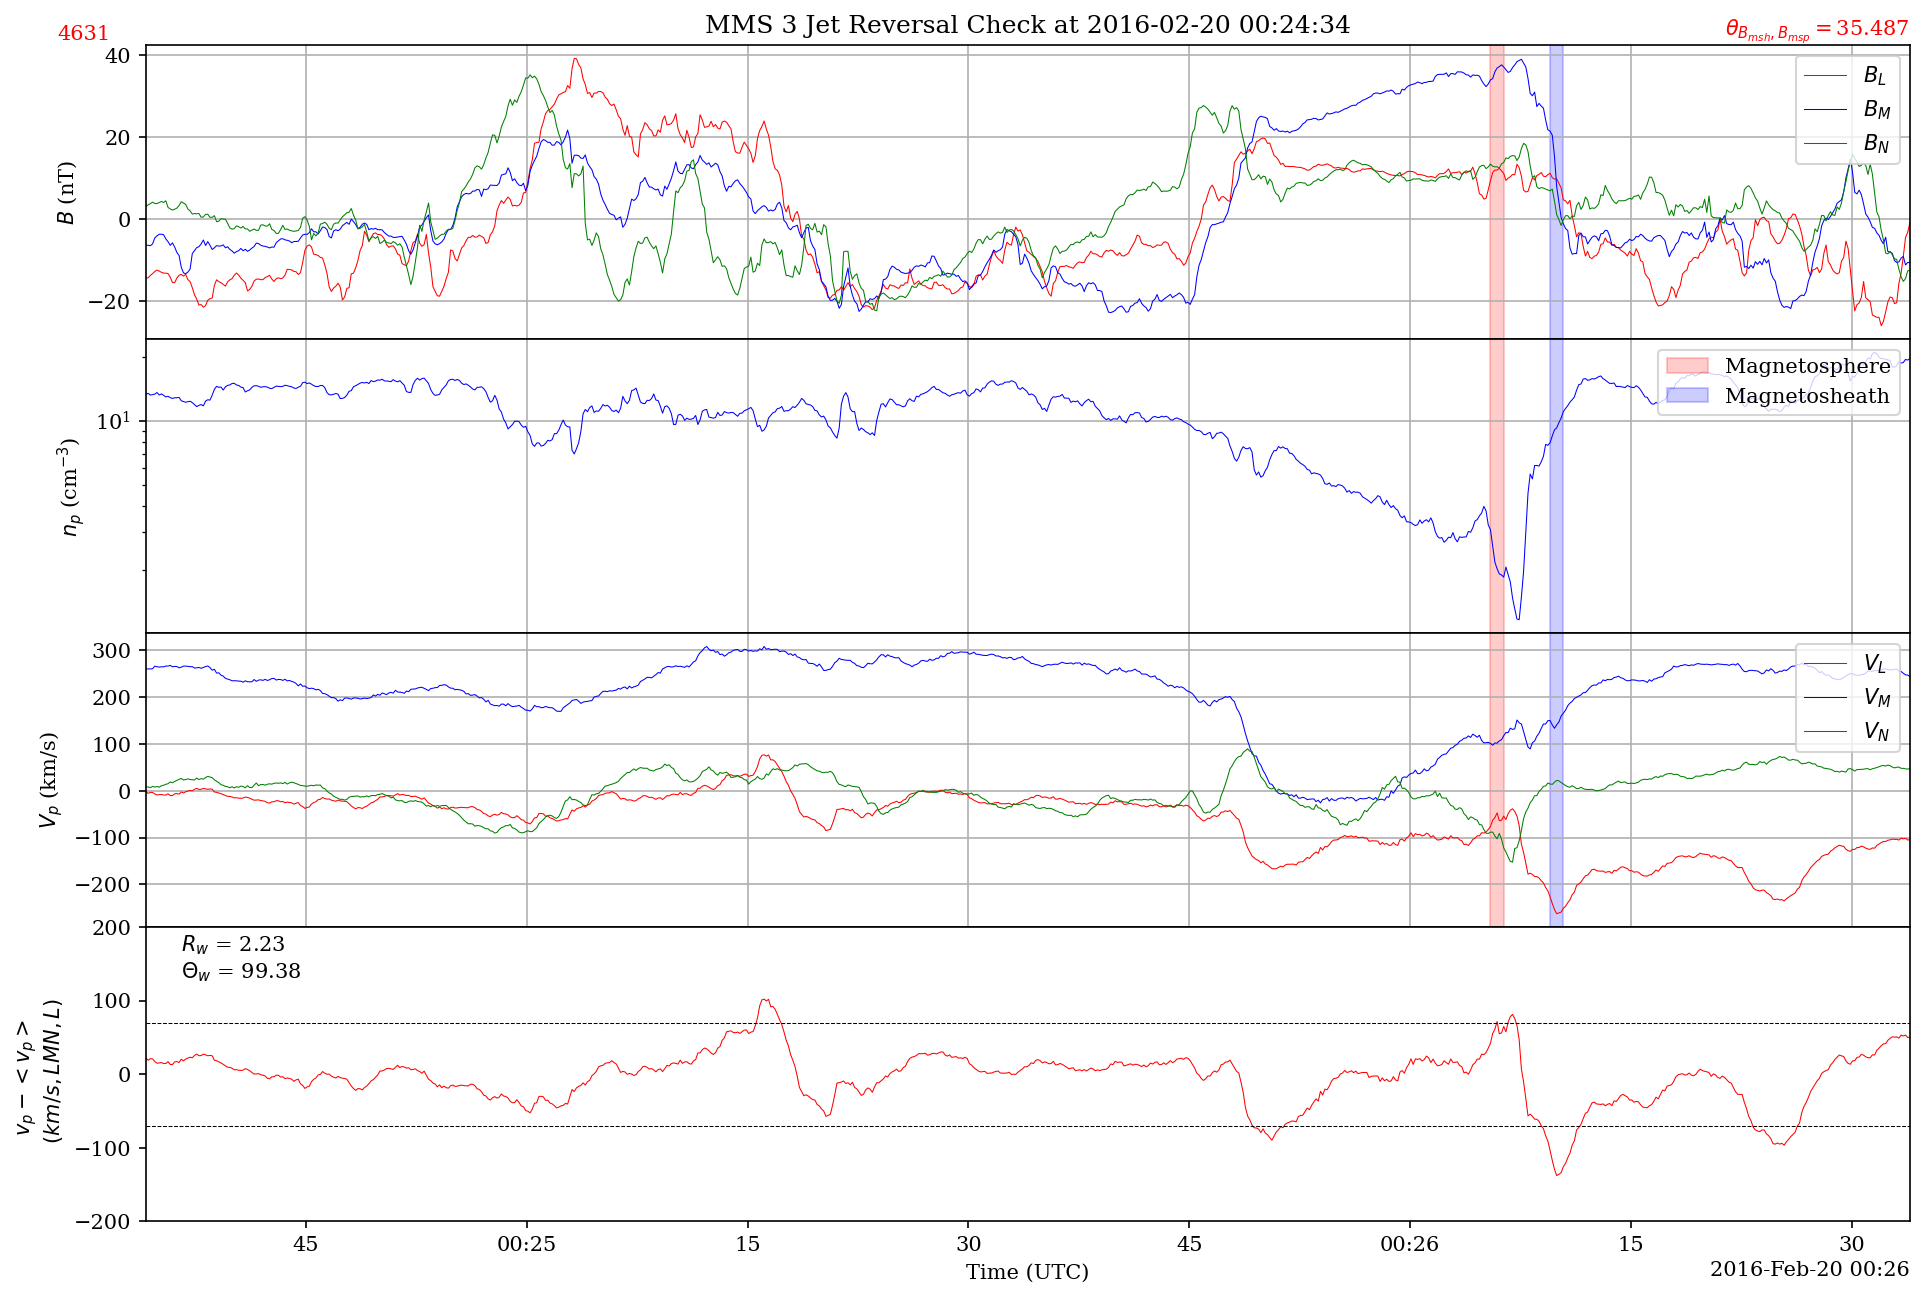 MMS 3 Jet Reversal Check at 2016-02-20 00:24:34
4631
θ_{B_{msh}, B_{msp}} = 35.487
40
20
0
−20
B (nT)
B_L
B_M
B_N
10^1
n_p (cm^{−3})
Magnetosphere
Magnetosheath
300
200
100
0
−100
−200
V_p (km/s)
V_L
V_M
V_N
200
100
0
−100
−200
v_p − < v_p >
(km/s, LMN, L)
R_w = 2.23
Θ_w = 99.38
45 00:25 15 30 45 00:26 15 30
Time (UTC)
2016-Feb-20 00:26